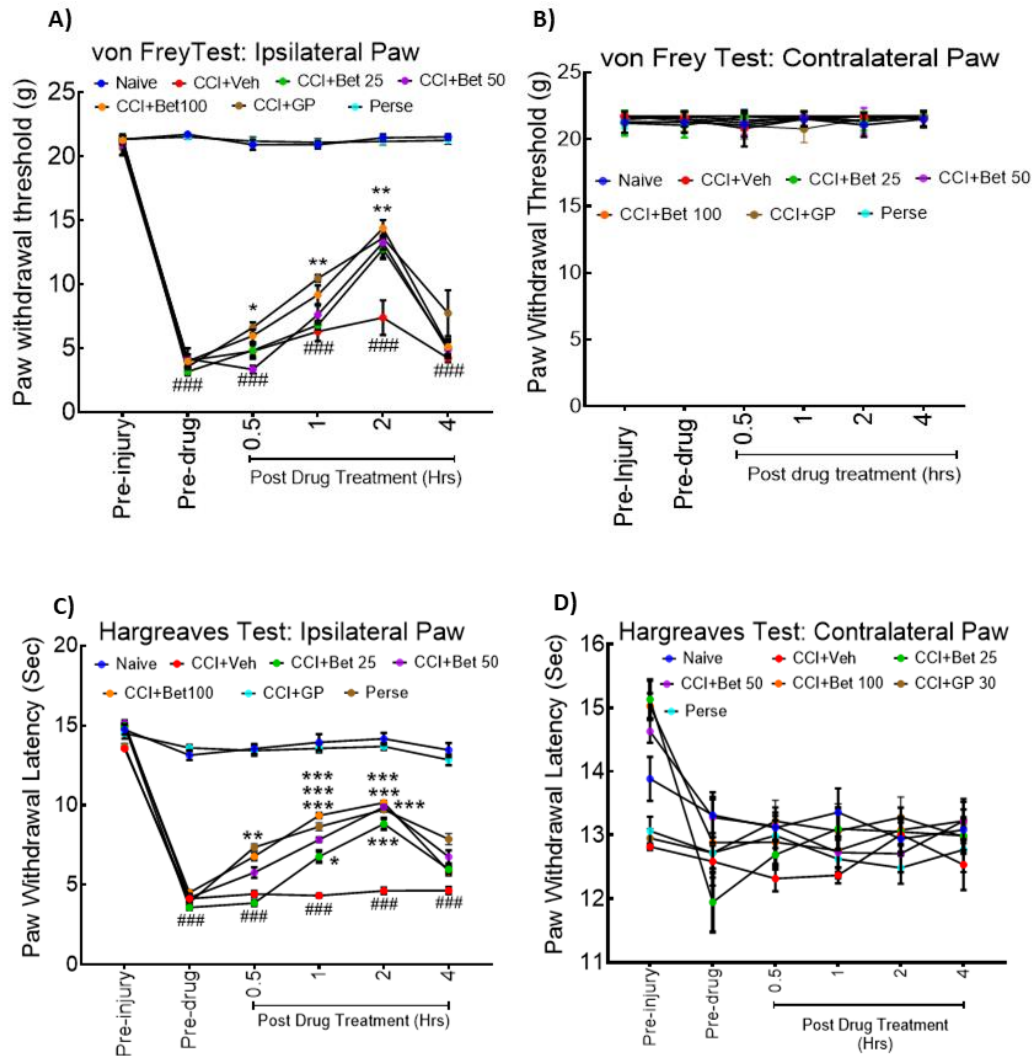 A)
von FreyTest: Ipsilateral Paw
Naive CCI+Veh CCI+Bet 25 CCI+Bet 50
CCI+Bet100 CCI+GP Perse
Paw withdrawal threshold (g)
25
20
15
10
5
0
**
**
**
*
###
###
###
###
###
Pre-injury
Pre-drug
0.5
1
2
4
Post Drug Treatment (Hrs)
B)
von Frey Test: Contralateral Paw
Paw Withdrawal Threshold (g)
25
20
15
10
5
0
Naive CCI+Veh CCI+Bet 25 CCI+Bet 50
CCI+Bet 100 CCI+GP Perse
Pre-Injury
Pre-drug
0.5
1
2
4
Post drug treatment (hrs)
C)
Hargreaves Test: Ipsilateral Paw
Naive CCI+Veh CCI+Bet 25 CCI+Bet 50
CCI+Bet100 CCI+GP Perse
Paw Withdrawal Latency (Sec)
20
15
10
5
0
***
***
***
***
***
***
**
***
*
###
###
###
###
###
Pre-injury
Pre-drug
0.5
1
2
4
Post Drug Treatment (Hrs)
D)
Hargreaves Test: Contralateral Paw
Naive CCI+Veh CCI+Bet 25
CCI+Bet 50 CCI+Bet 100 CCI+GP 30
Perse
Paw Withdrawal Latency (Sec)
16
15
14
13
12
11
Pre-injury
Pre-drug
0.5
1
2
4
Post Drug Treatment
(Hrs)